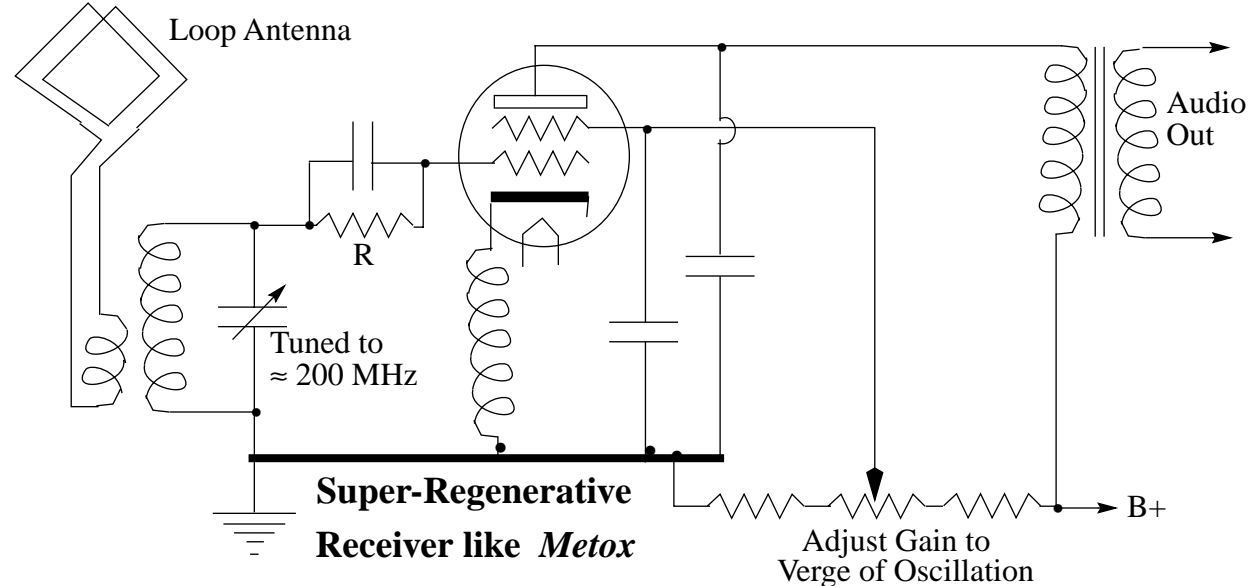 Loop Antenna
Audio
Out
R
Tuned to
≈ 200 MHz
Super-Regenerative
Receiver like Metox
B+
Adjust Gain to
Verge of Oscillation